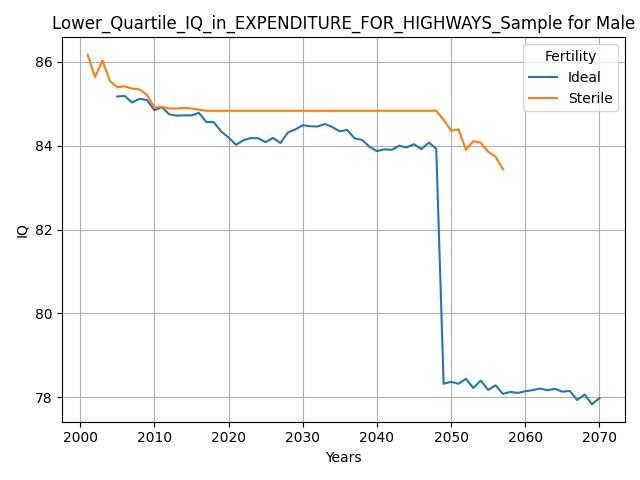 Lower_Quartile_IQ_in_EXPENDITURE_FOR_HIGHWAYS_Sample for Male
Fertility
Ideal
Sterile
IQ
86
84
82
80
78
2000 2010 2020 2030 2040 2050 2060 2070
Years